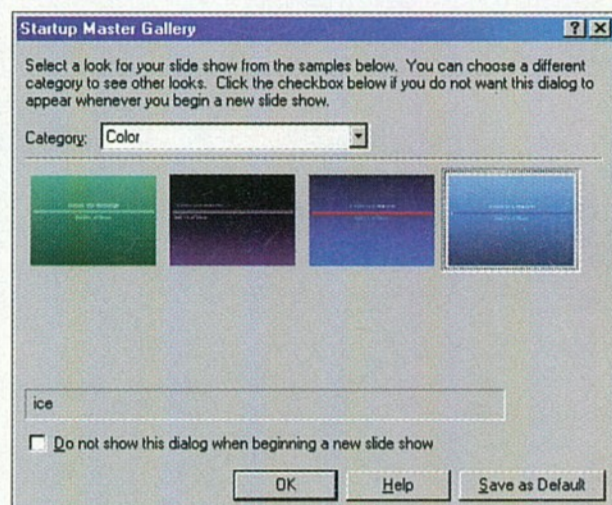 Startup Master Gallery
Select a look for your slide show from the samples below. You can choose a different
category to see other looks. Click the checkbox below if you do not want this dialog to
appear whenever you begin a new slide show.
Category: Color
ice
Do not show this dialog when beginning a new slide show
OK Help Save as Default